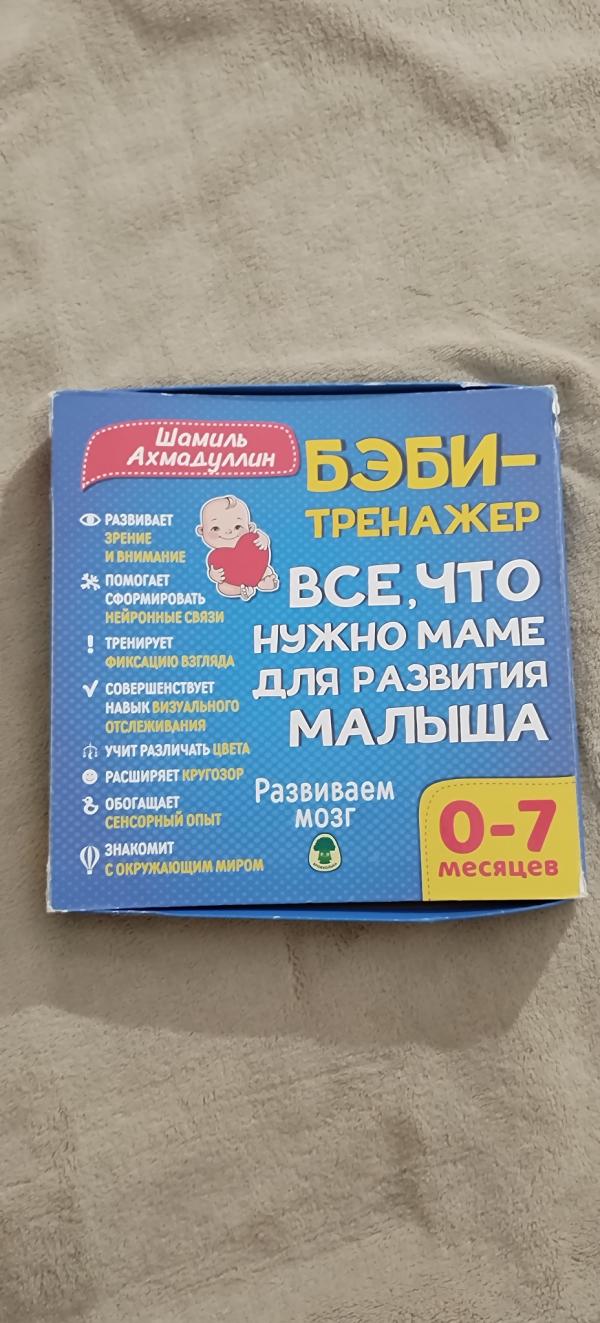 Шамиль
Ахмадуллин
БЭБИ-
ТРЕНАЖЕР
ВСЕ, ЧТО
НУЖНО МАМЕ
ДЛЯ РАЗВИТИЯ
МАЛЫША
РАЗВИВАЕТ
ЗРЕНИЕ
И ВНИМАНИЕ
ПОМОГАЕТ
СФОРМИРОВАТЬ
НЕЙРОННЫЕ СВЯЗИ
ТРЕНИРУЕТ
ФИКСАЦИЮ ВЗГЛЯДА
СОВЕРШЕНСТВУЕТ
НАВЫК ВИЗУАЛЬНОГО
ОТСЛЕЖИВАНИЯ
УЧИТ РАЗЛИЧАТЬ ЦВЕТА
РАСШИРЯЕТ КРУГОЗОР
ОБОГАЩАЕТ
СЕНСОРНЫЙ ОПЫТ
ЗНАКОМИТ
С ОКРУЖАЮЩИМ МИРОМ
Развиваем
мозг
0-7
месяцев